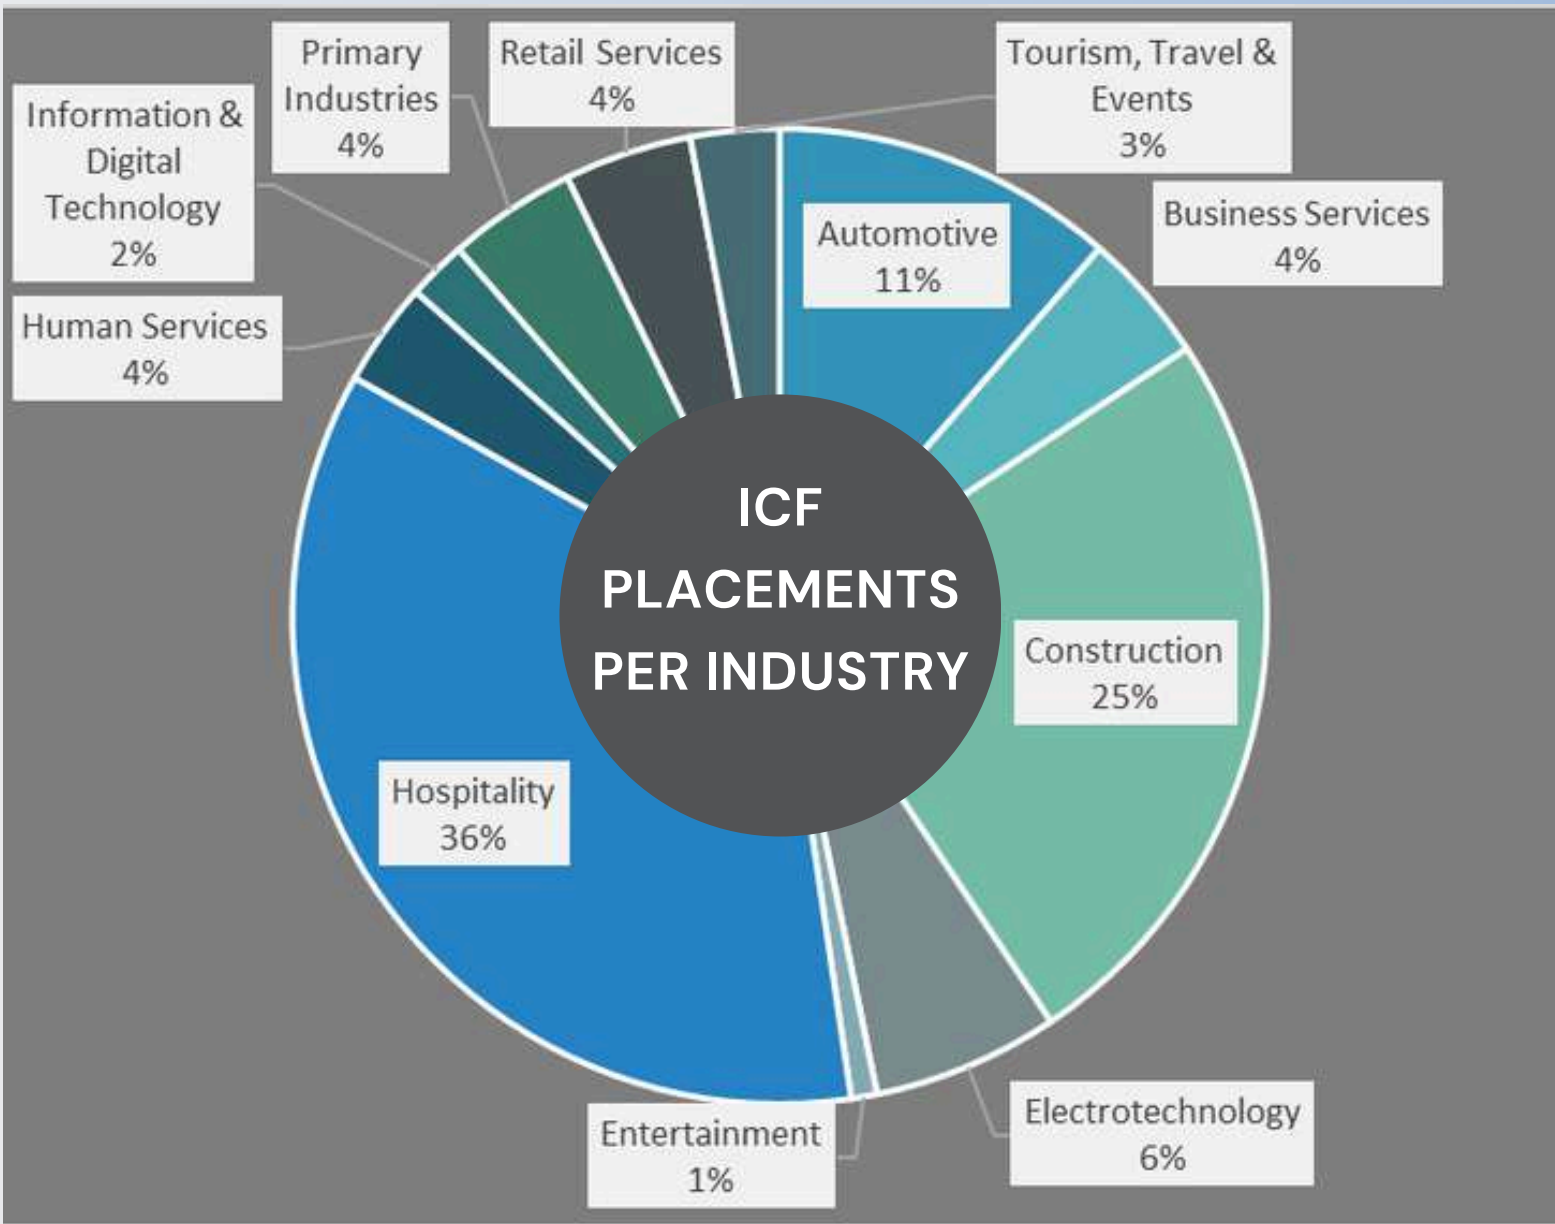 Primary
Industries
4%
Retail Services
4%
Tourism, Travel &
Events
3%
Information &
Digital
Technology
2%
Automotive
11%
Business Services
4%
Human Services
4%
ICF
PLACEMENTS
PER INDUSTRY
Construction
25%
Hospitality
36%
Electrotechnology
6%
Entertainment
1%